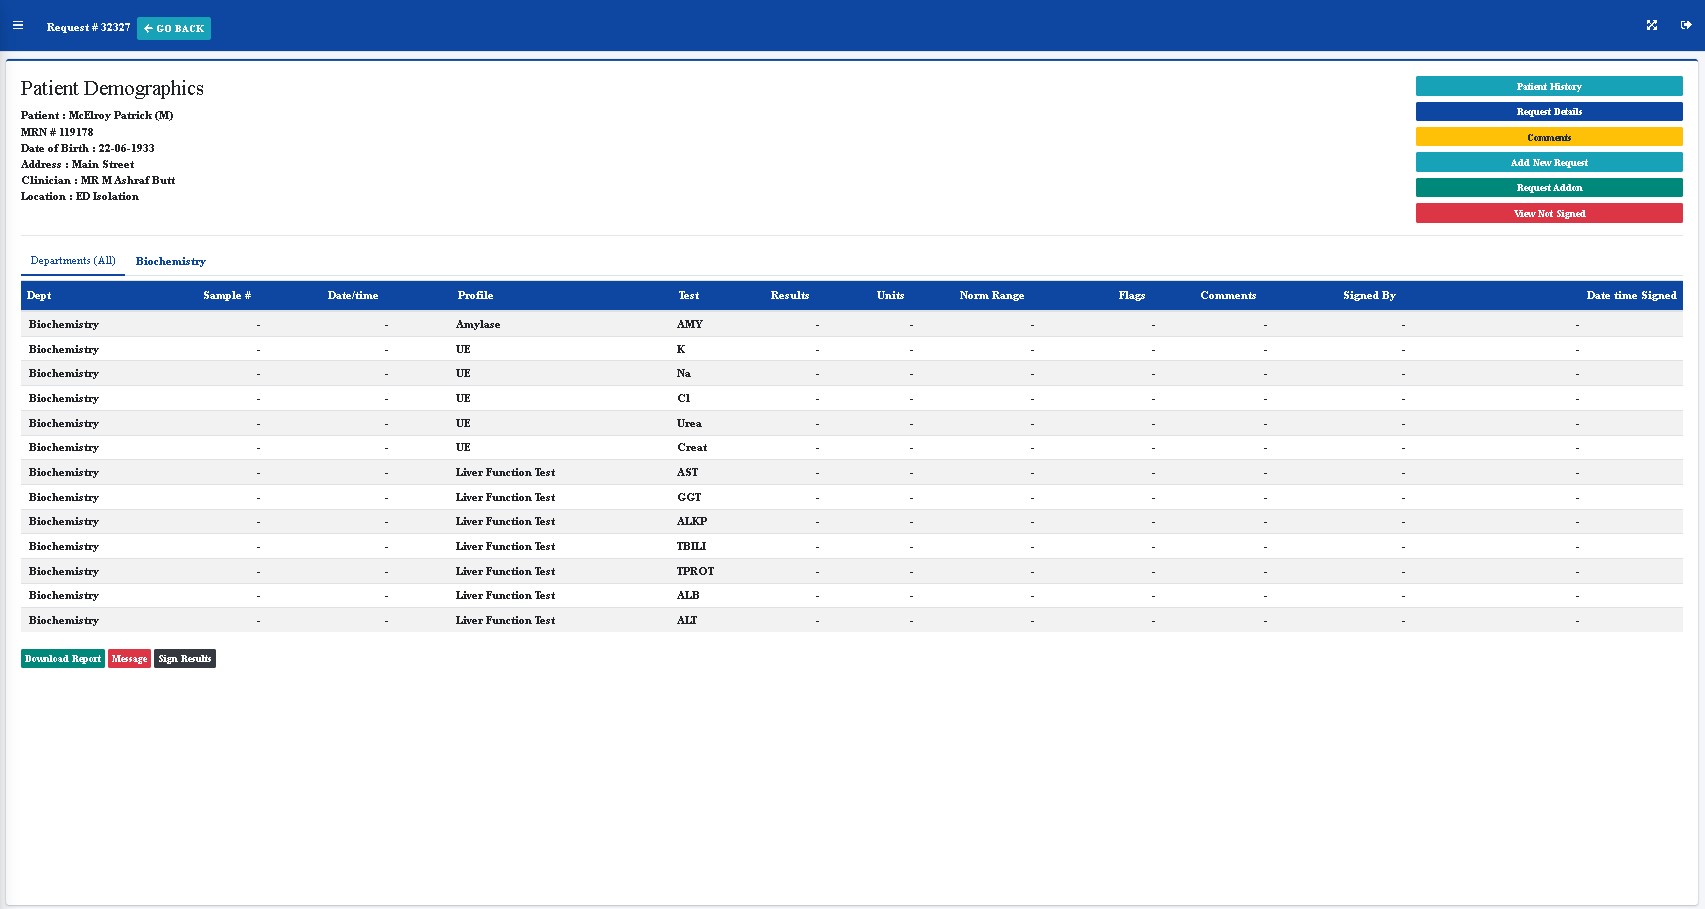 Request # 32327 GO BACK
Patient Demographics
Patient : McElroy Patrick (M)
MRN # 119178
Date of Birth : 22-06-1933
Address : Main Street
Clinician : MR M Ashraf Butt
Location : ED Isolation
Patient History
Request Details
Comments
Add New Request
Request Addon
View Not Signed
Departments (All) Biochemistry
Dept Sample # Date/time Profile Test Results Units Norm Range Flags Comments Signed By Date time Signed
Biochemistry - - Amylase AMY - - - - - - -
Biochemistry - - UE K - - - - - - -
Biochemistry - - UE Na - - - - - - -
Biochemistry - - UE Cl - - - - - - -
Biochemistry - - UE Urea - - - - - - -
Biochemistry - - UE Creat - - - - - - -
Biochemistry - - Liver Function Test AST - - - - - - -
Biochemistry - - Liver Function Test GGT - - - - - - -
Biochemistry - - Liver Function Test ALKP - - - - - - -
Biochemistry - - Liver Function Test TBILI - - - - - - -
Biochemistry - - Liver Function Test TPROT - - - - - - -
Biochemistry - - Liver Function Test ALB - - - - - - -
Biochemistry - - Liver Function Test ALT - - - - - - -
Download Report Message Sign Results